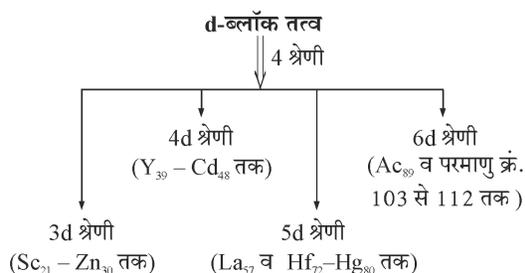 d-ब्लॉक तत्व
4 श्रेणी
4d श्रेणी
(Y₃₉ – Cd₄₈ तक)
6d श्रेणी
(Ac₈₉ व परमाणु क्रं.
103 से 112 तक )
3d श्रेणी
(Sc₂₁ – Zn₃₀ तक)
5d श्रेणी
(La₅₇ व Hf₇₂–Hg₈₀ तक)